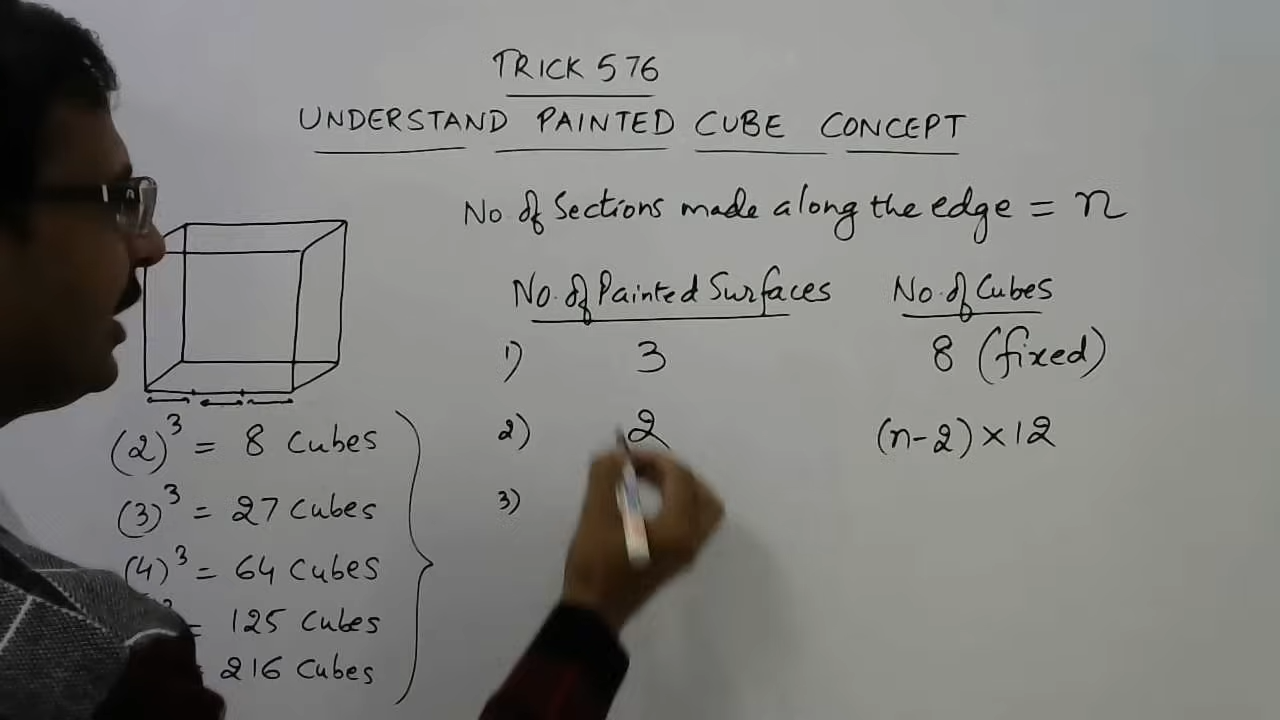 TRICK 576
UNDERSTAND PAINTED CUBE CONCEPT
No. of Sections made along the edge = n
No. of Painted Surfaces No. of Cubes
1) 3 8 (fixed)
2) 2 (n-2) × 12
3)
(2)³ = 8 Cubes
(3)³ = 27 Cubes
(4)³ = 64 Cubes
³ = 125 Cubes
= 216 Cubes